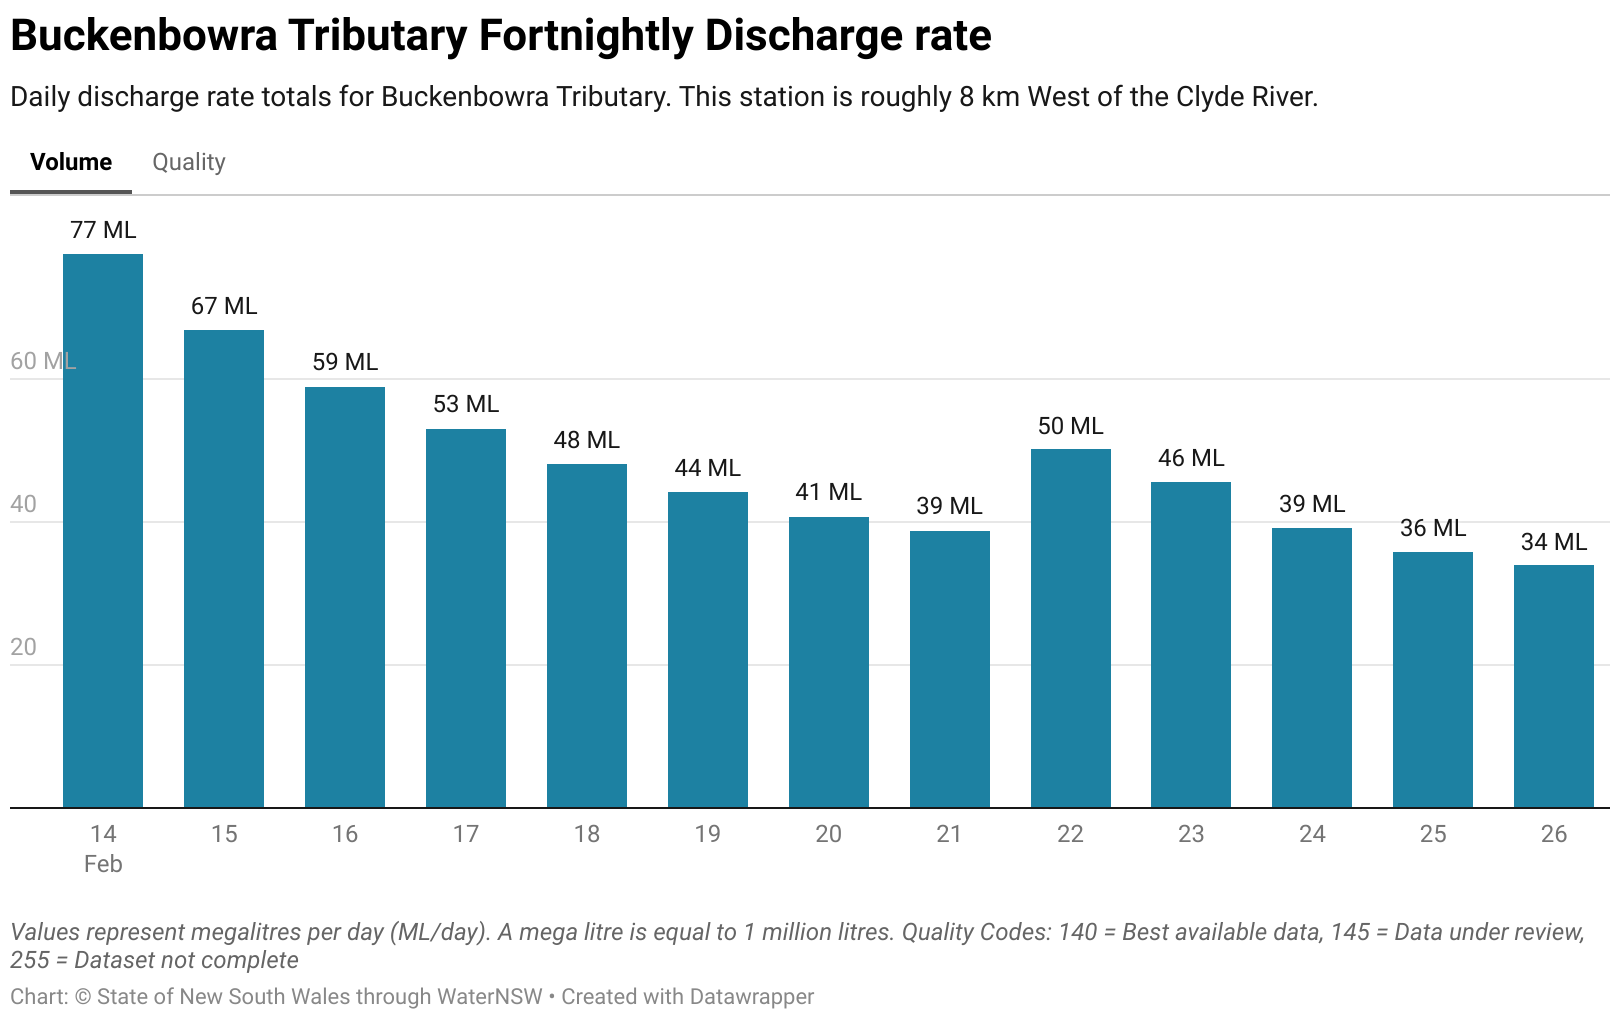 Buckenbowra Tributary Fortnightly Discharge rate
Daily discharge rate totals for Buckenbowra Tributary. This station is roughly 8 km West of the Clyde River.
Volume Quality
77 ML
67 ML
60 ML
59 ML
53 ML
50 ML
48 ML
46 ML
44 ML
41 ML
40
39 ML
39 ML
36 ML
34 ML
20
14 15 16 17 18 19 20 21 22 23 24 25 26
Feb
Values represent megalitres per day (ML/day). A mega litre is equal to 1 million litres. Quality Codes: 140 = Best available data, 145 = Data under review,
255 = Dataset not complete
Chart: © State of New South Wales through WaterNSW • Created with Datawrapper